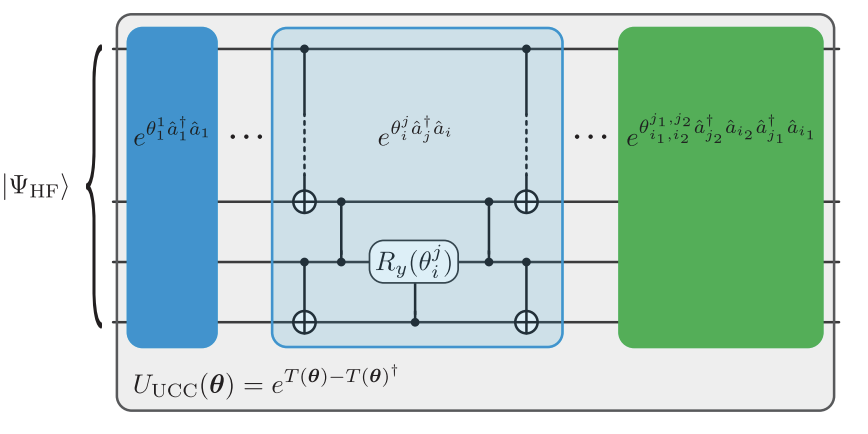 |Ψ_HF⟩
e^{θ_1^1 â_1^† â_1}
···
e^{θ_i^j â_j^† â_i}
R_y(θ_i^j)
···
e^{θ_{i_1,i_2}^{j_1,j_2} â_{j_2}^† â_{i_2} â_{j_1}^† â_{i_1}}
U_UCC(θ) = e^{T(θ)−T(θ)^†}